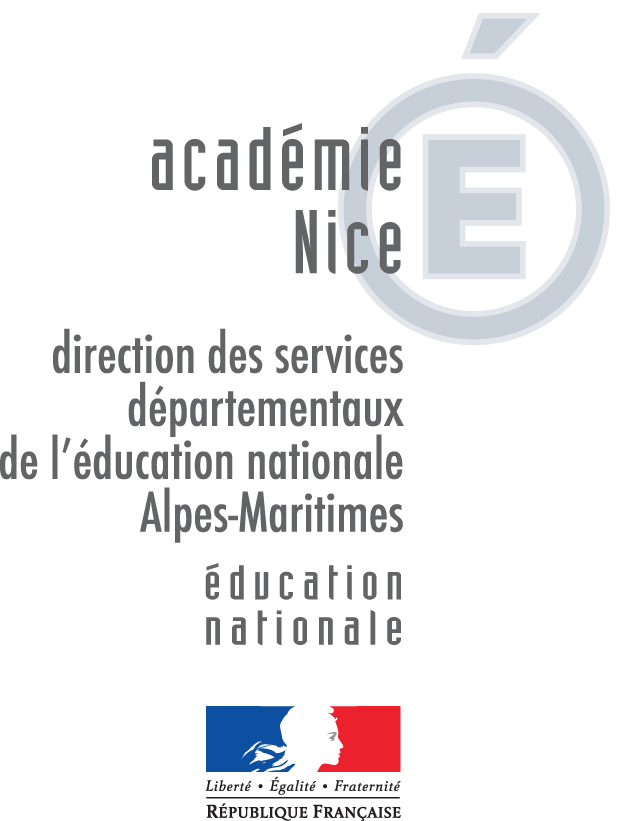 É
académie
Nice
direction des services
départementaux
de l'éducation nationale
Alpes-Maritimes
éducation
nationale
Liberté • Égalité • Fraternité
RÉPUBLIQUE FRANÇAISE